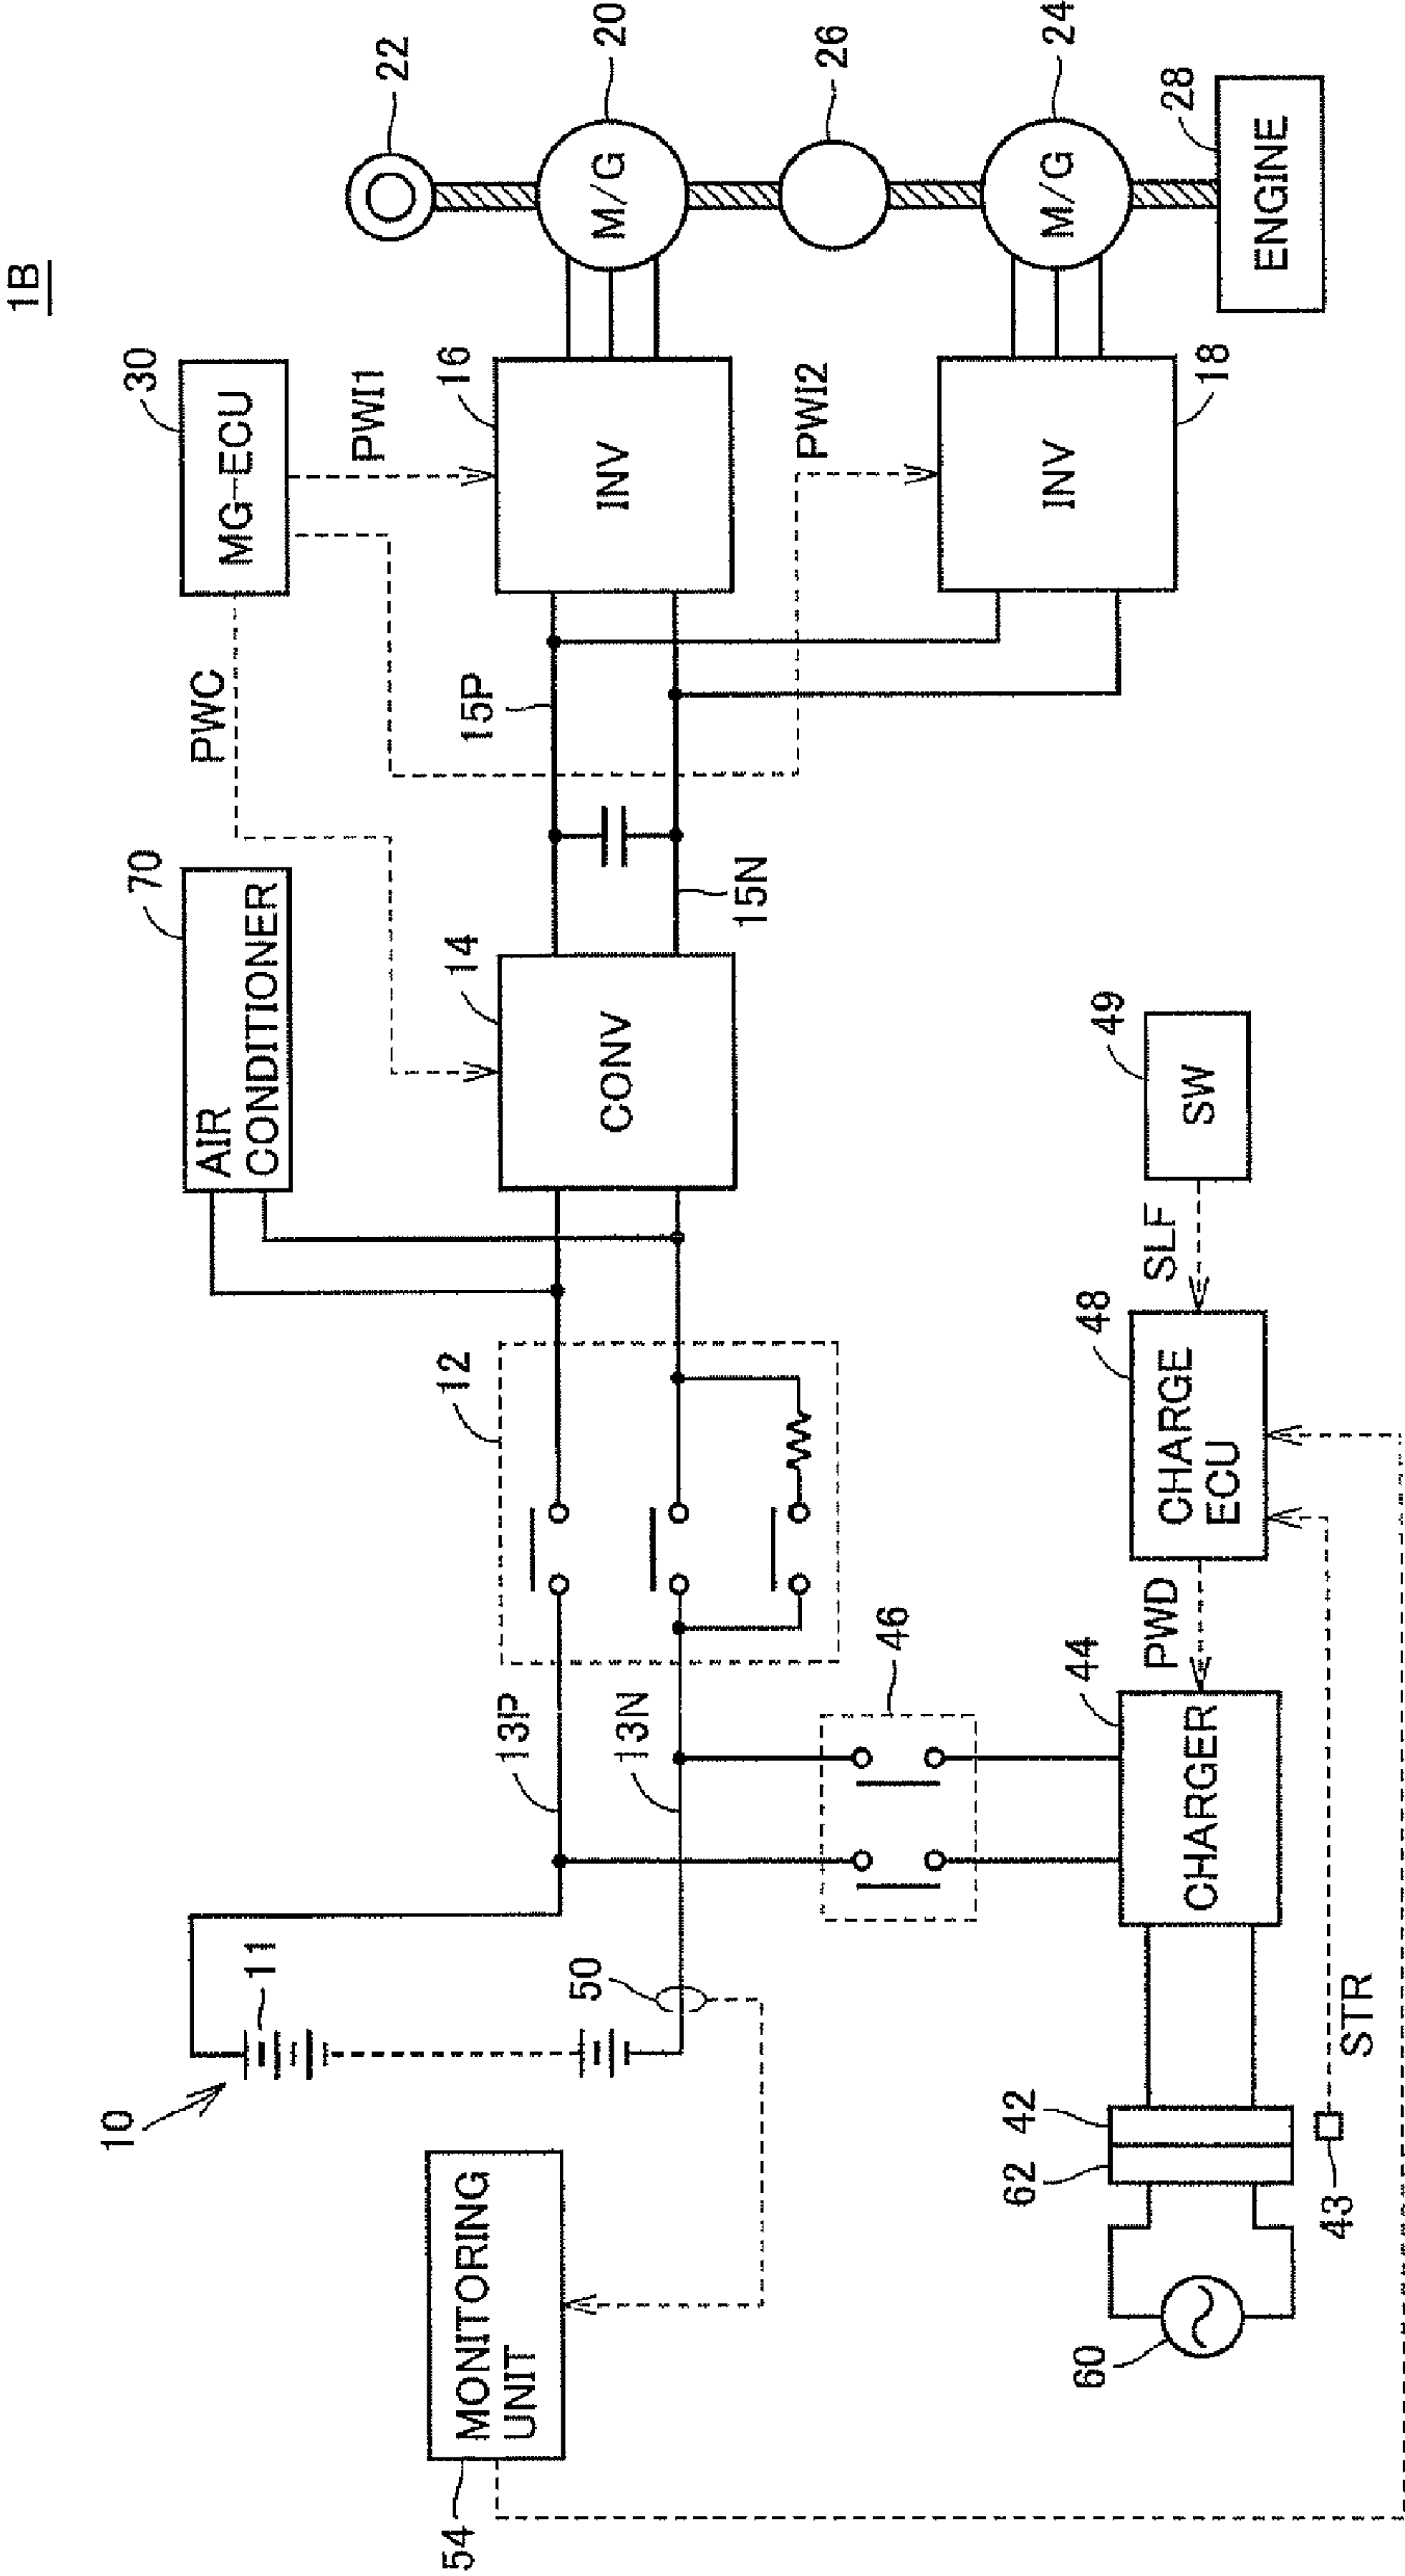 1B
22
20
26
24
28
ENGINE
M/G
M/G
30
MG-ECU
PWI1
16
INV
PWI2
INV
18
PWC
15P
15N
70
AIR
CONDITIONER
14
CONV
49
SW
SLF
12
48
CHARGE
ECU
PWD
46
44
CHARGER
13P
13N
10
11
50
STR
42
62
43
60
MONITORING
UNIT
54